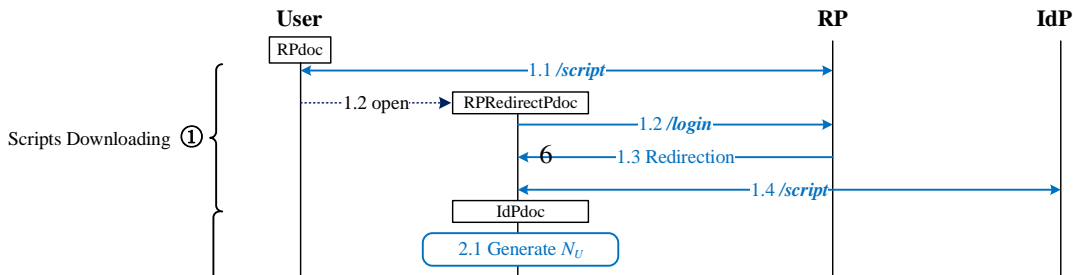 User RP IdP
RPdoc
1.1 /script
1.2 open RPRedirectPdoc
1.2 /login
Scripts Downloading ①
6 1.3 Redirection
1.4 /script
IdPdoc
2.1 Generate N_U